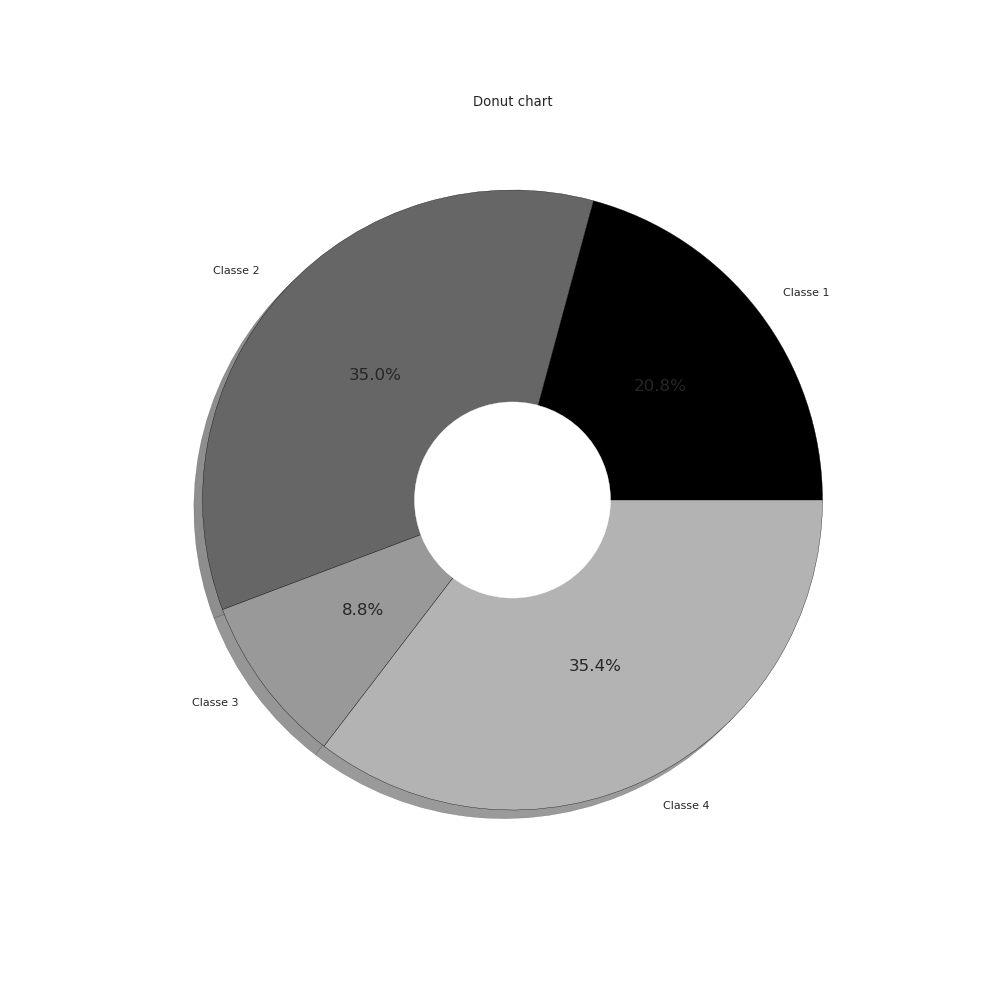 Donut chart
Classe 2
Classe 1
35.0%
20.8%
8.8%
35.4%
Classe 3
Classe 4